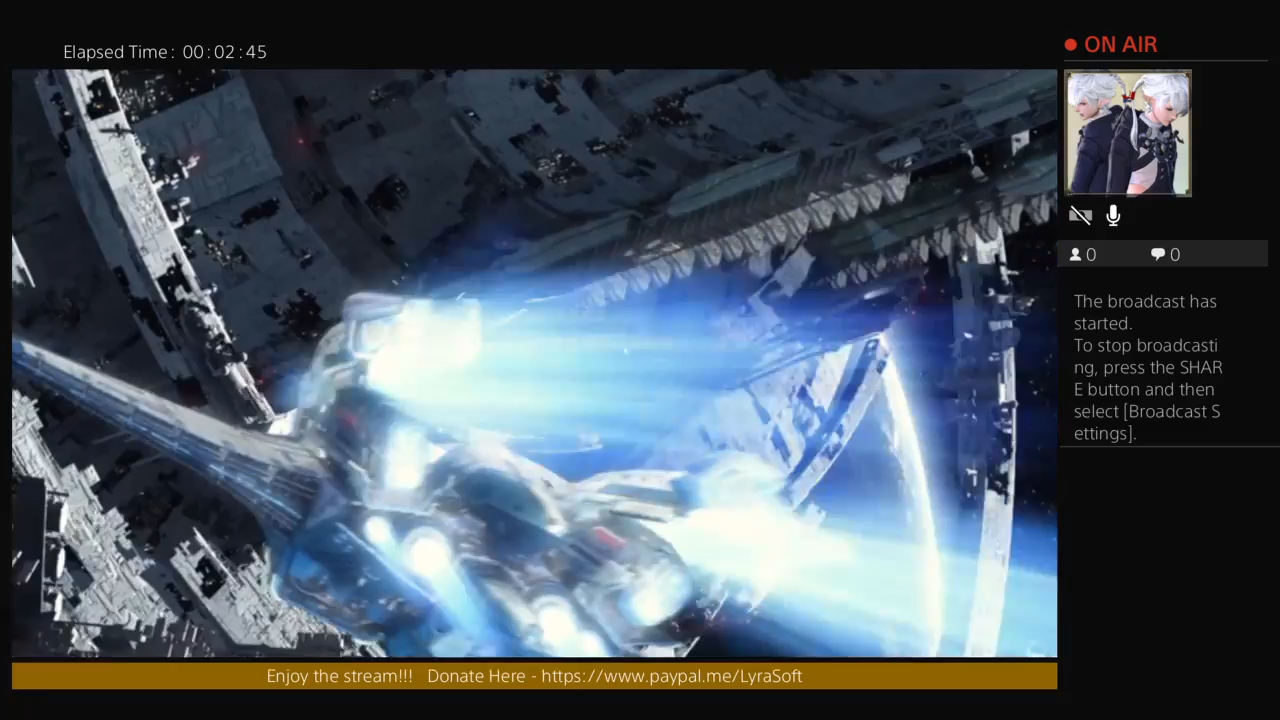 Elapsed Time: 00:02:45
ON AIR
0 0
The broadcast has
started.
To stop broadcasti
ng, press the SHAR
E button and then
select [Broadcast S
ettings].
Enjoy the stream!!! Donate Here - https://www.paypal.me/LyraSoft